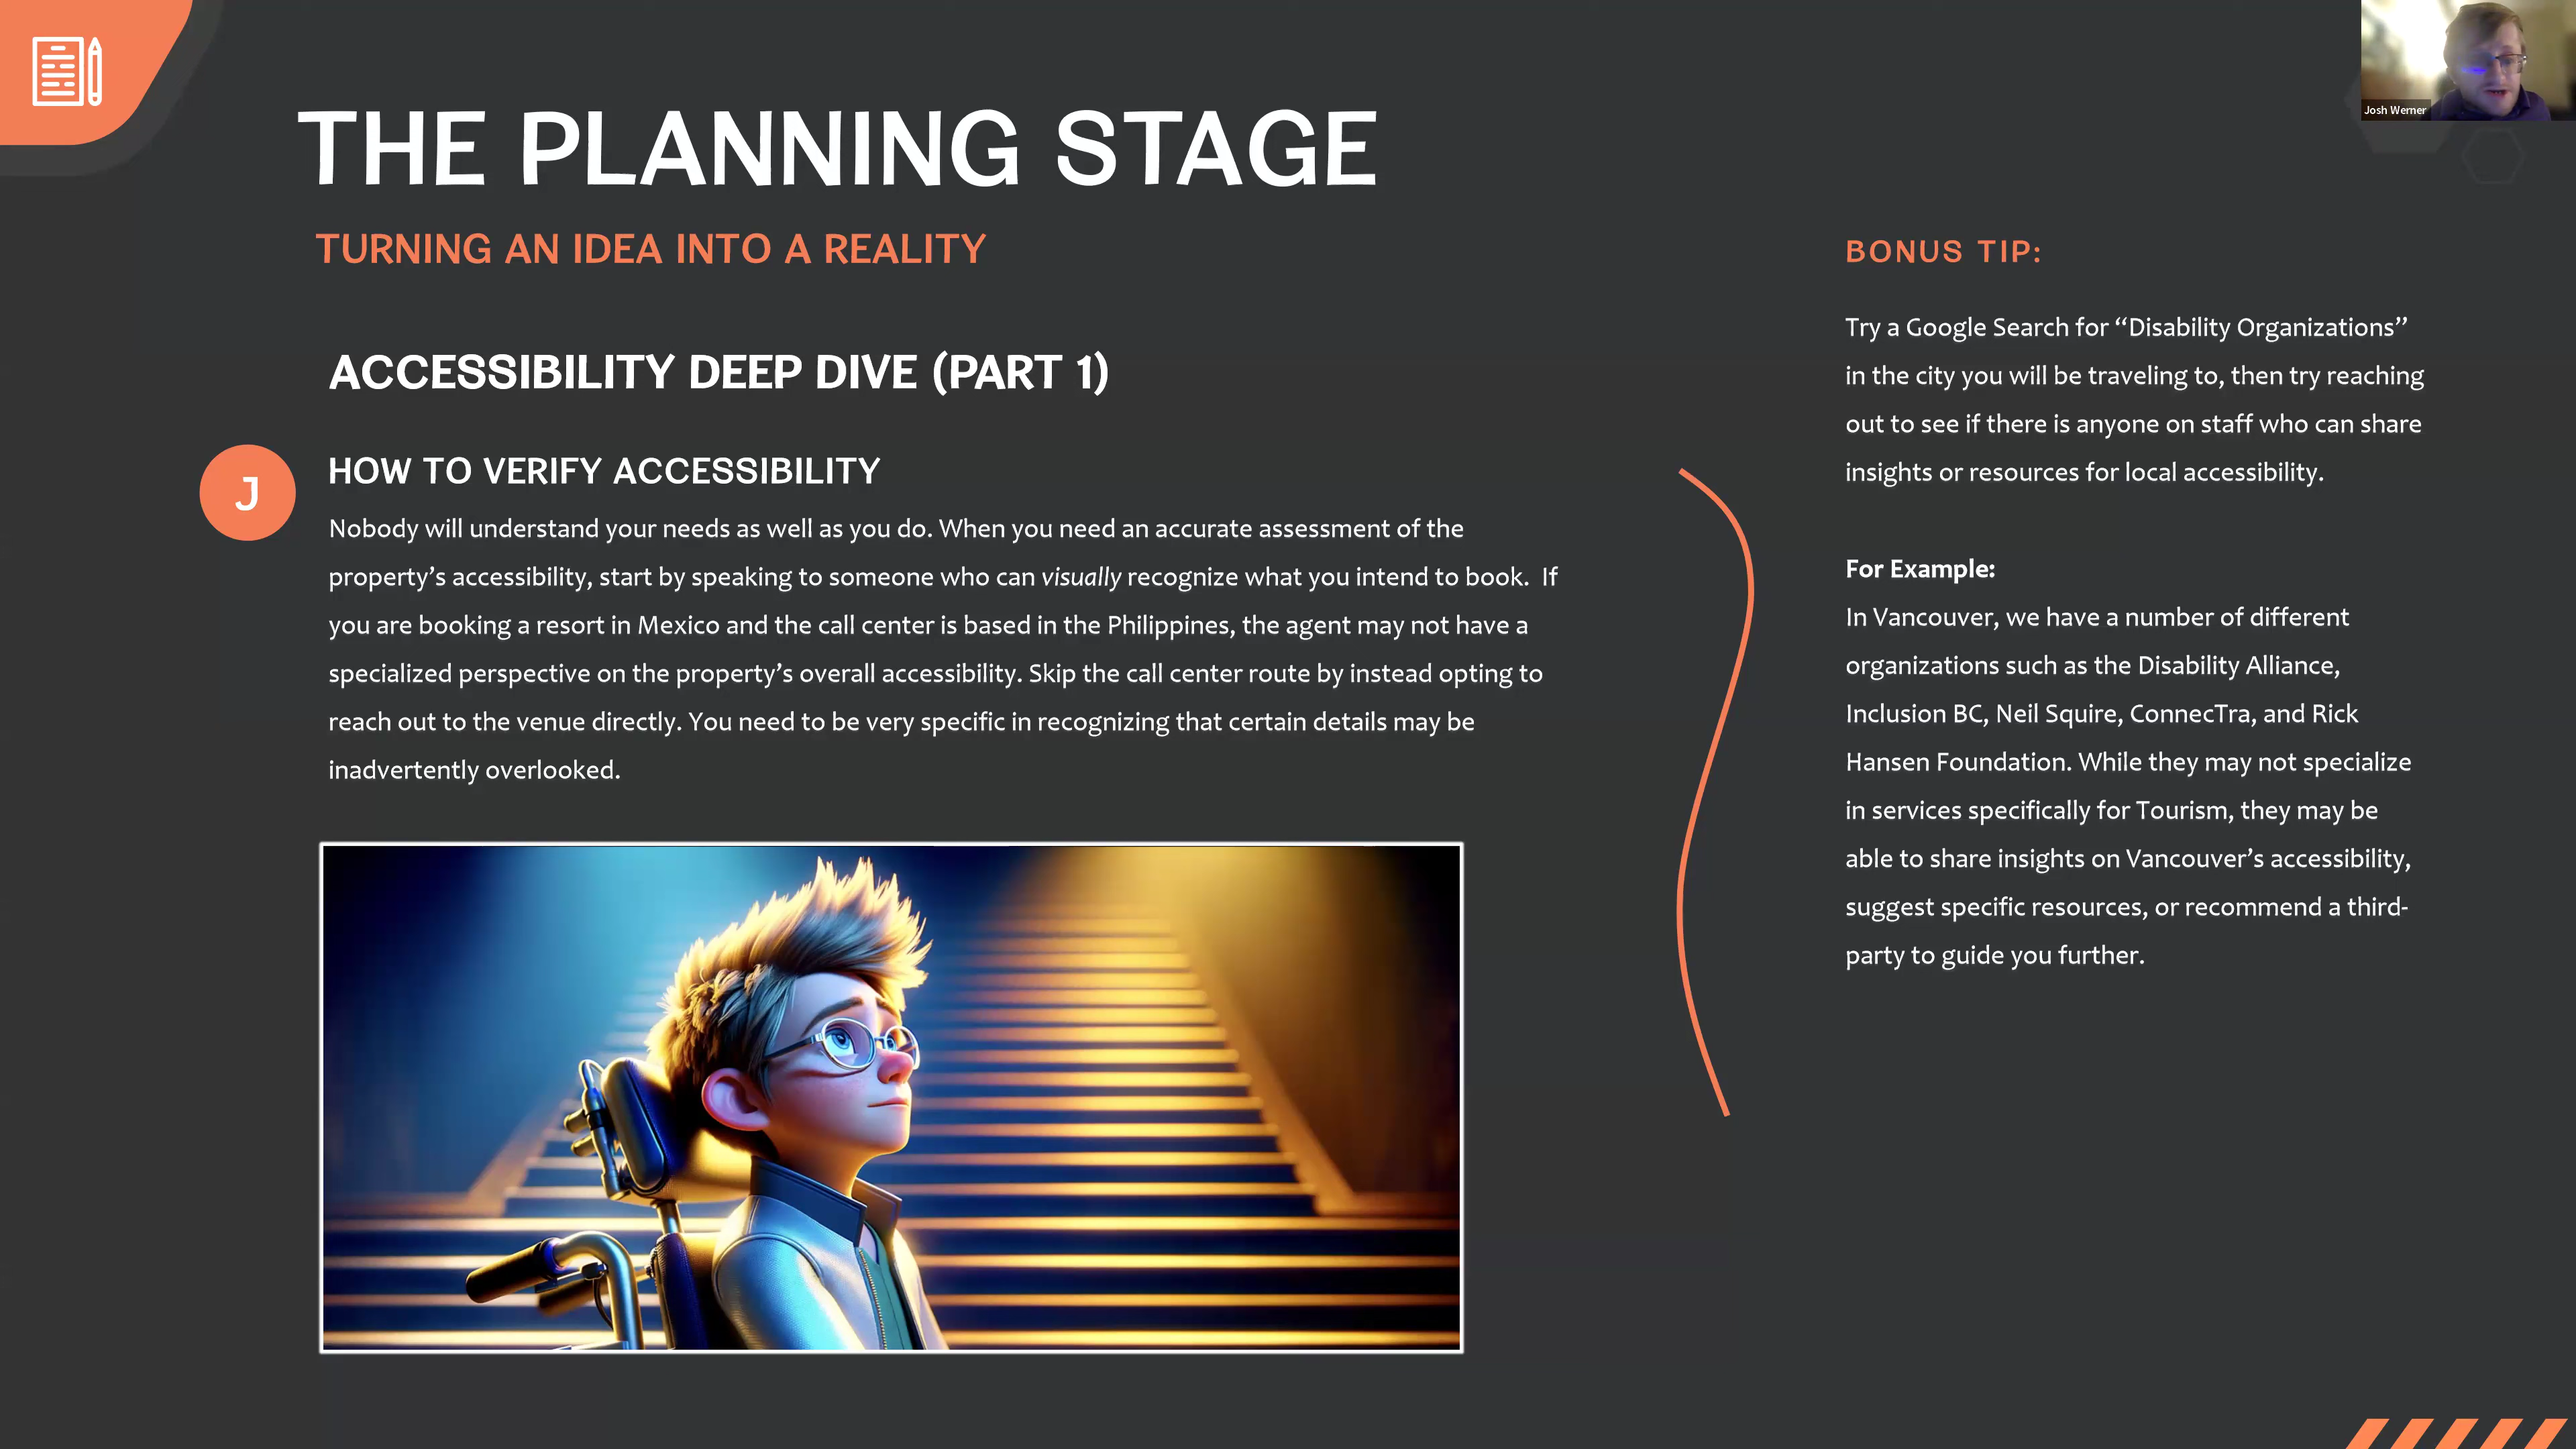 THE PLANNING STAGE
TURNING AN IDEA INTO A REALITY
ACCESSIBILITY DEEP DIVE (PART 1)
J
HOW TO VERIFY ACCESSIBILITY
Nobody will understand your needs as well as you do. When you need an accurate assessment of the
property’s accessibility, start by speaking to someone who can visually recognize what you intend to book.  If
you are booking a resort in Mexico and the call center is based in the Philippines, the agent may not have a
specialized perspective on the property’s overall accessibility. Skip the call center route by instead opting to
reach out to the venue directly. You need to be very specific in recognizing that certain details may be
inadvertently overlooked.
BONUS TIP:
Try a Google Search for “Disability Organizations”
in the city you will be traveling to, then try reaching
out to see if there is anyone on staff who can share
insights or resources for local accessibility.
For Example:
In Vancouver, we have a number of different
organizations such as the Disability Alliance,
Inclusion BC, Neil Squire, ConnecTra, and Rick
Hansen Foundation. While they may not specialize
in services specifically for Tourism, they may be
able to share insights on Vancouver’s accessibility,
suggest specific resources, or recommend a third-
party to guide you further.
Josh Werner